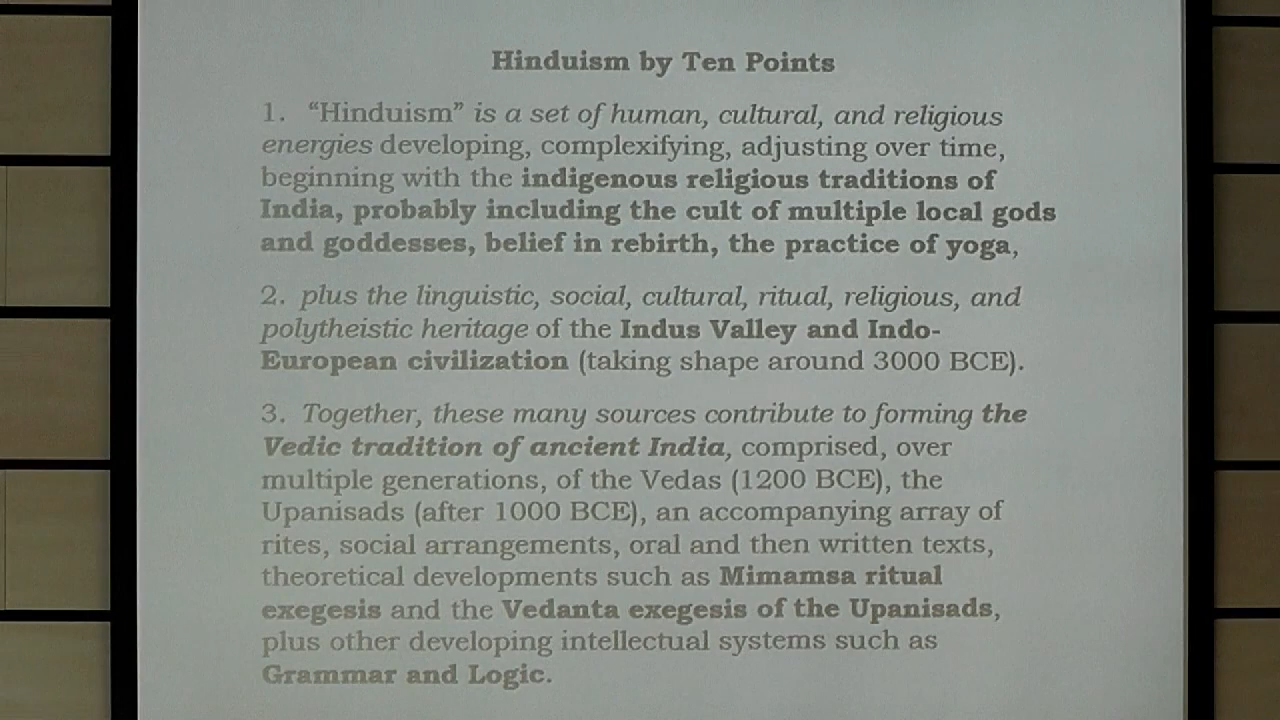 Hinduism by Ten Points
1. “Hinduism” is a set of human, cultural, and religious
energies developing, complexifying, adjusting over time,
beginning with the indigenous religious traditions of
India, probably including the cult of multiple local gods
and goddesses, belief in rebirth, the practice of yoga,
2. plus the linguistic, social, cultural, ritual, religious, and
polytheistic heritage of the Indus Valley and Indo-
European civilization (taking shape around 3000 BCE).
3. Together, these many sources contribute to forming the
Vedic tradition of ancient India, comprised, over
multiple generations, of the Vedas (1200 BCE), the
Upanisads (after 1000 BCE), an accompanying array of
rites, social arrangements, oral and then written texts,
theoretical developments such as Mimamsa ritual
exegesis and the Vedanta exegesis of the Upanisads,
plus other developing intellectual systems such as
Grammar and Logic.